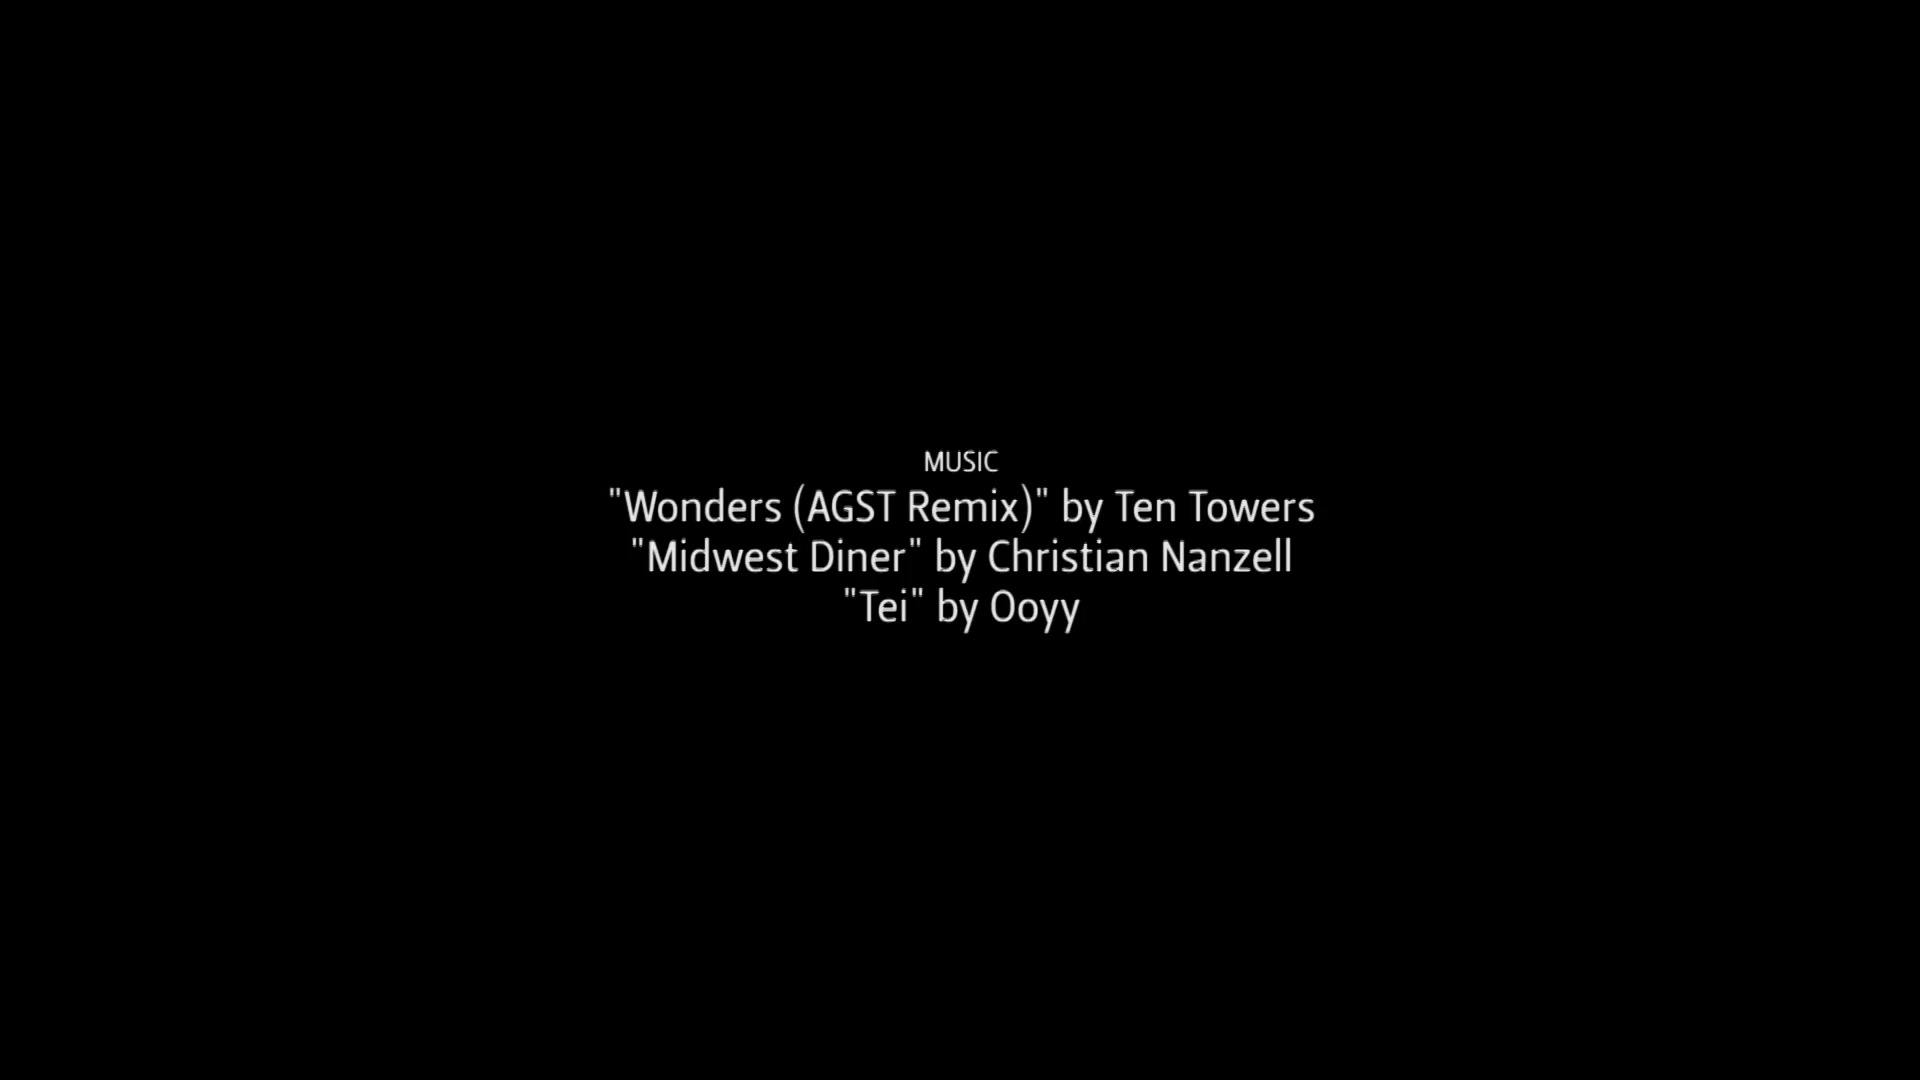 MUSIC
"Wonders (AGST Remix)" by Ten Towers
"Midwest Diner" by Christian Nanzell
"Tei" by Ooyy